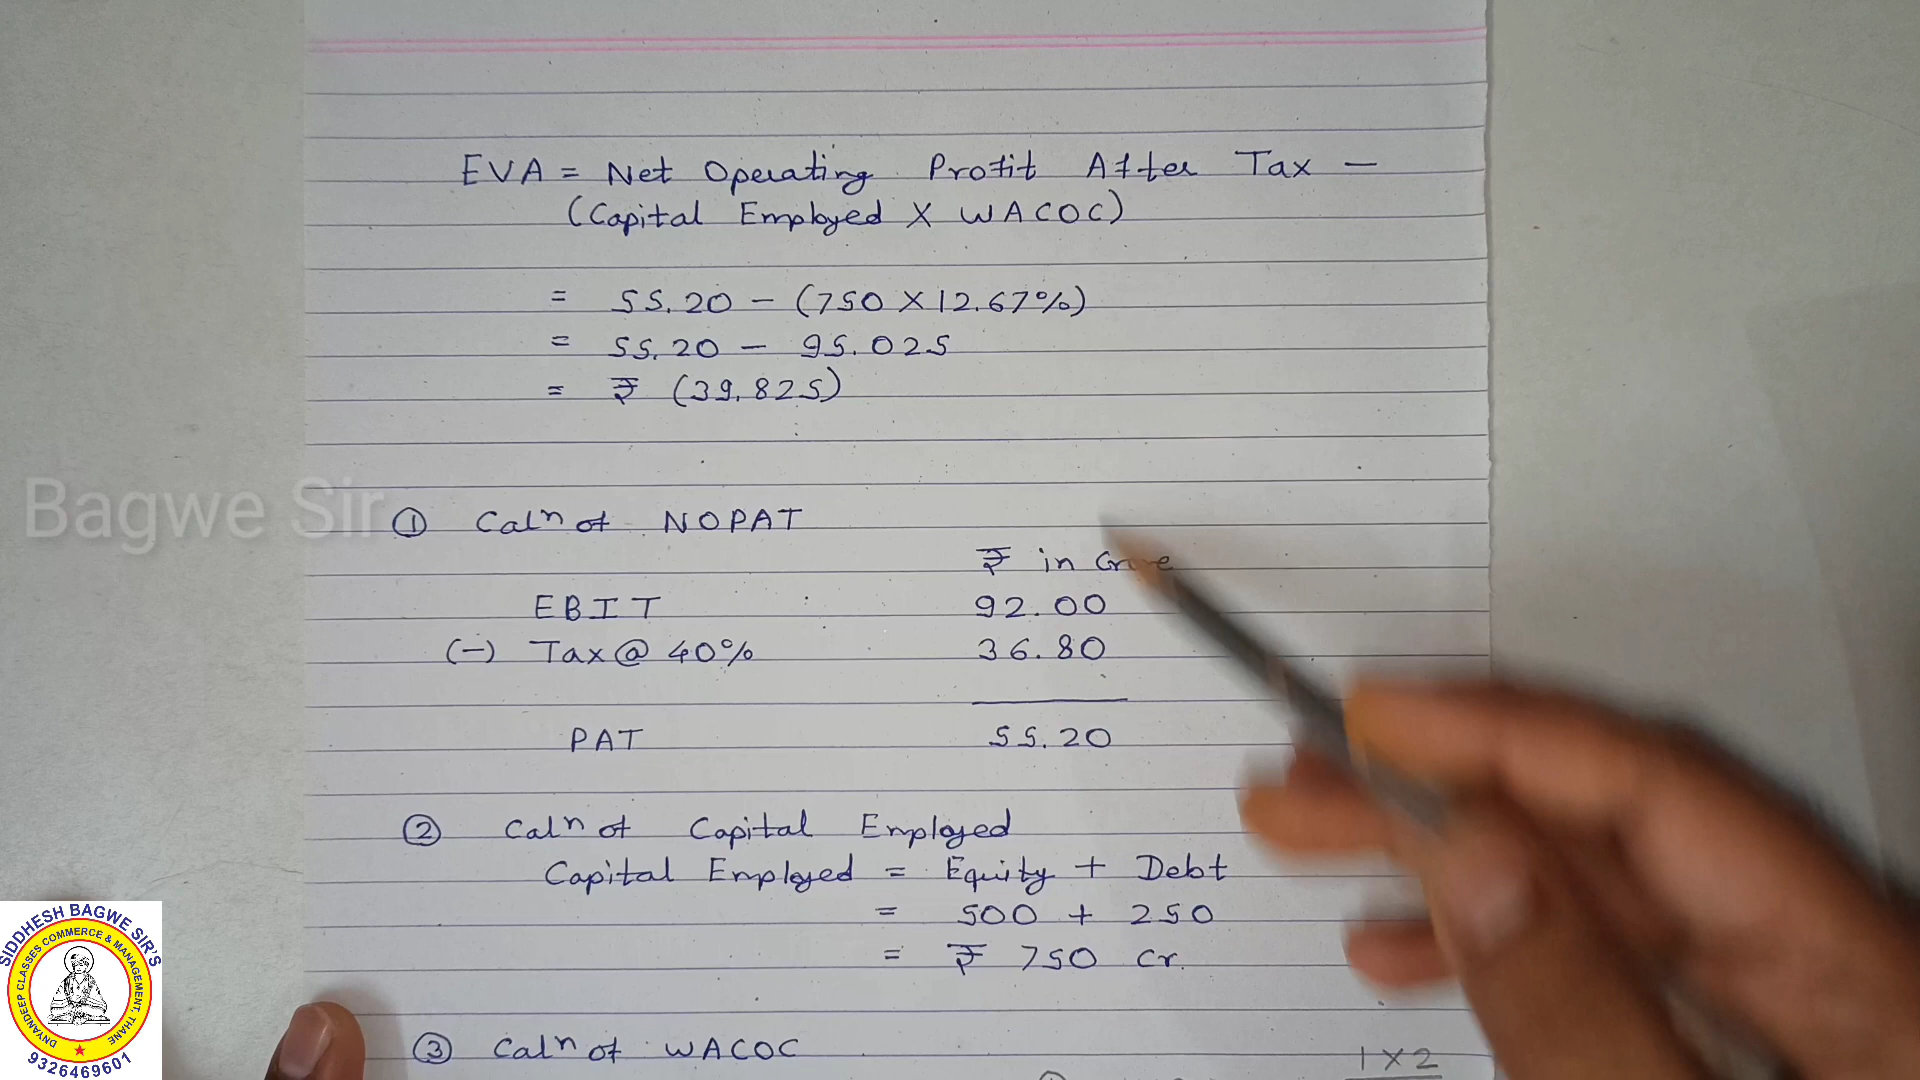 EVA = Net Operating Profit After Tax –
(Capital Employed X WACOC)
= 55.20 – (750 X 12.67%)
= 55.20 – 95.025
= ₹ (39.825)
Bagwe Sir
① Calⁿ of NOPAT
₹ in Crore
EBIT 92.00
(-) Tax @ 40% 36.80
PAT 55.20
② Calⁿ of Capital Employed
Capital Employed = Equity + Debt
= 500 + 250
= ₹ 750 cr.
③ Calⁿ of WACOC
1 X 2
SIDDHESH BAGWE SIR'S
DNYANDEEP CLASSES COMMERCE & MANAGEMENT, THANE
9326469601